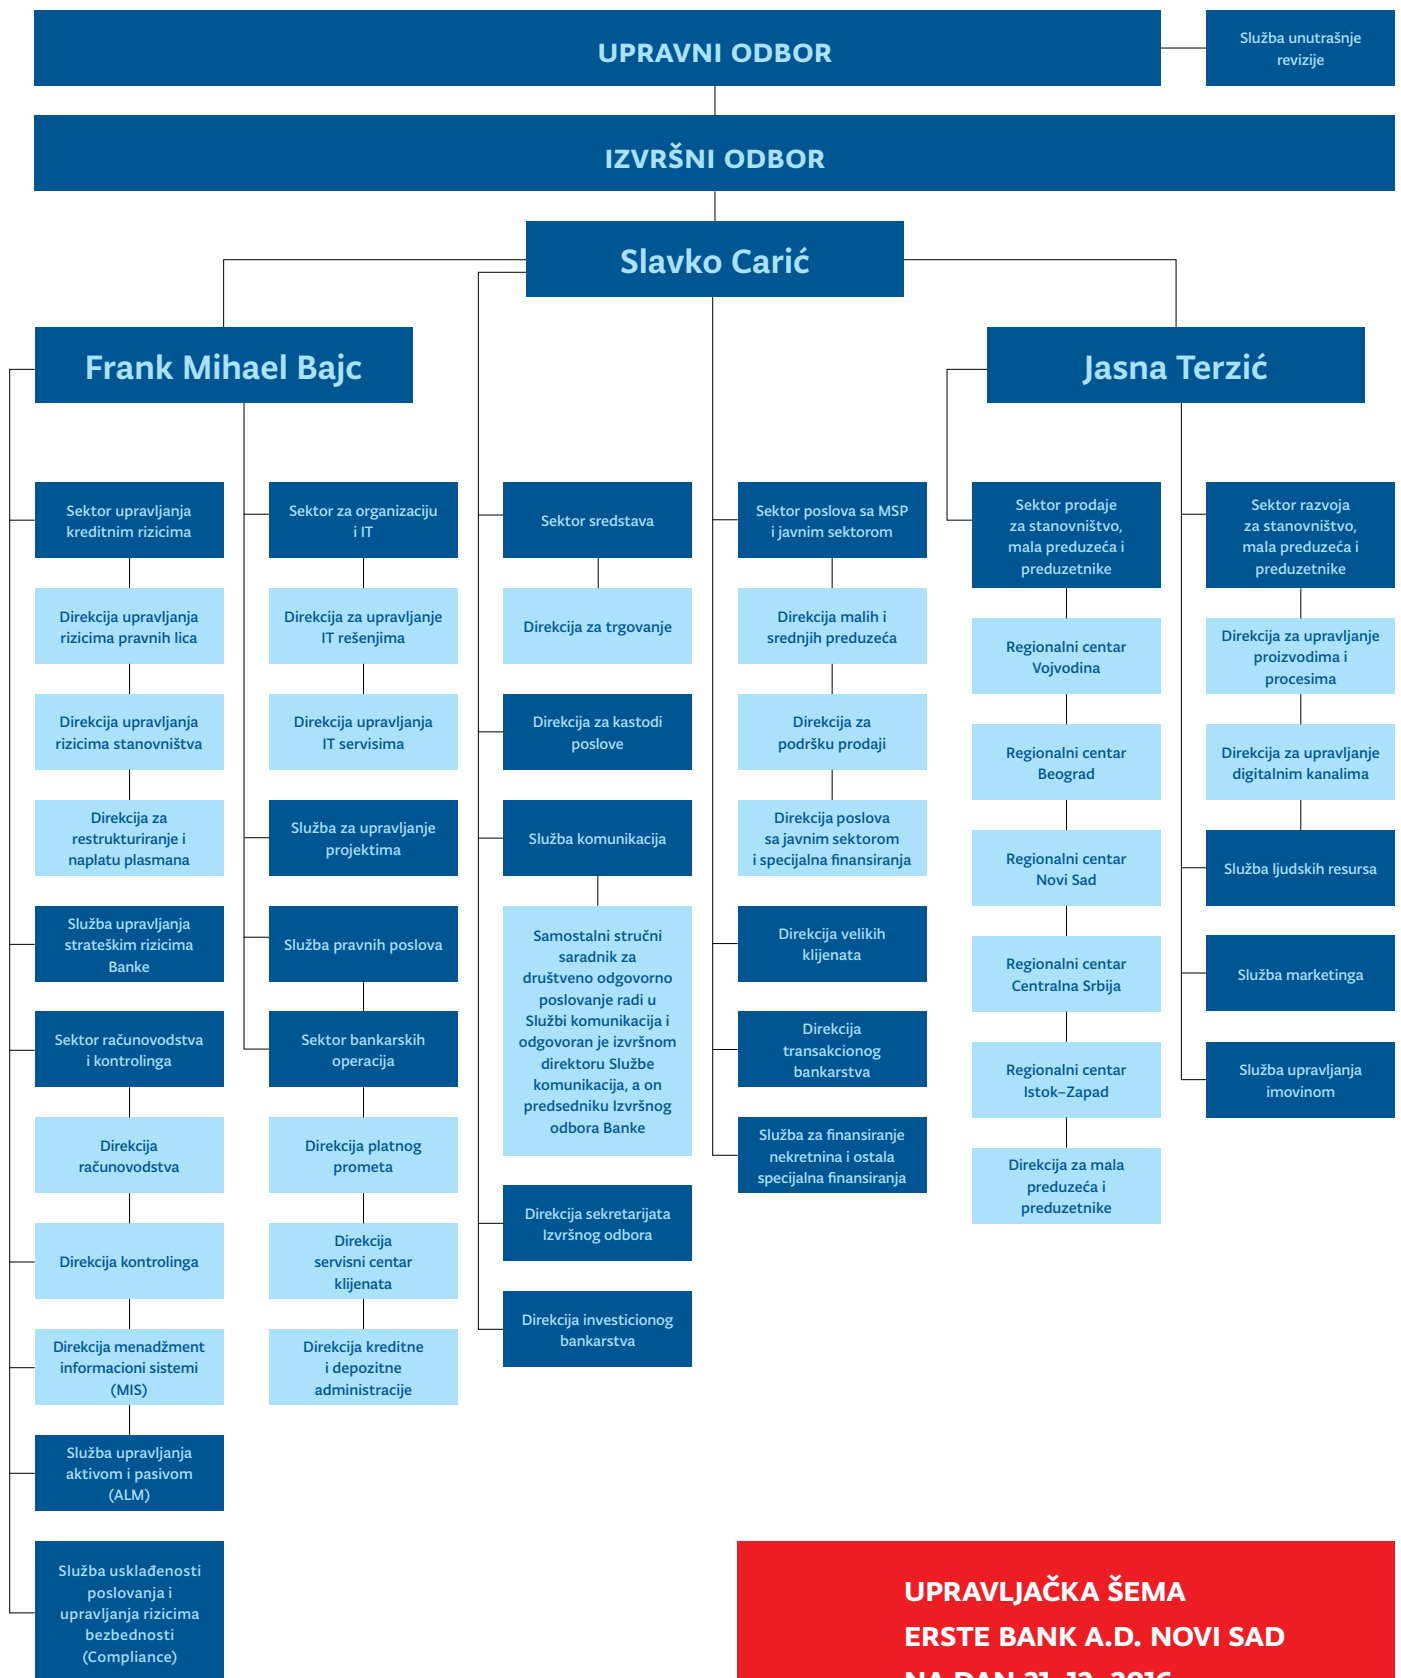 UPRAVNI ODBOR
Služba unutrašnje
revizije
IZVRŠNI ODBOR
Slavko Carić
Frank Mihael Bajc
Jasna Terzić
Sektor upravljanja
kreditnim rizicima
Direkcija upravljanja
rizicima pravnih lica
Direkcija upravljanja
rizicima stanovništva
Direkcija za
restrukturiranje i
naplatu plasmana
Služba upravljanja
strateškim rizicima
Banke
Sektor računovodstva
i kontrolinga
Direkcija
računovodstva
Direkcija kontrolinga
Direkcija menadžment
informacioni sistemi
(MIS)
Služba upravljanja
aktivom i pasivom
(ALM)
Služba usklađenosti
poslovanja i
upravljanja rizicima
bezbednosti
(Compliance)
Sektor za organizaciju
i IT
Direkcija za upravljanje
IT rešenjima
Direkcija upravljanja
IT servisima
Služba za upravljanje
projektima
Služba pravnih poslova
Sektor bankarskih
operacija
Direkcija platnog
prometa
Direkcija
servisni centar
klijenata
Direkcija kreditne
i depozitne
administracije
Sektor sredstava
Direkcija za trgovanje
Direkcija za kastodi
poslove
Služba komunikacija
Samostalni stručni
saradnik za
društveno odgovorno
poslovanje radi u
Službi komunikacija i
odgovoran je izvršnom
direktoru Službe
komunikacija, a on
predsedniku Izvršnog
odbora Banke
Direkcija sekretarijata
Izvršnog odbora
Direkcija investicionog
bankarstva
Sektor poslova sa MSP
i javnim sektorom
Direkcija malih i
srednjih preduzeća
Direkcija za
podršku prodaji
Direkcija poslova
sa javnim sektorom
i specijalna finansiranja
Direkcija velikih
klijenata
Direkcija
transakcionog
bankarstva
Služba za finansiranje
nekretnina i ostala
specijalna finansiranja
Sektor prodaje
za stanovništvo,
mala preduzeća i
preduzetnike
Regionalni centar
Vojvodina
Regionalni centar
Beograd
Regionalni centar
Novi Sad
Regionalni centar
Centralna Srbija
Regionalni centar
Istok–Zapad
Direkcija za mala
preduzeća i
preduzetnike
Sektor razvoja
za stanovništvo,
mala preduzeća i
preduzetnike
Direkcija za upravljanje
proizvodima i
procesima
Direkcija za upravljanje
digitalnim kanalima
Služba ljudskih resursa
Služba marketinga
Služba upravljanja
imovinom
UPRAVLJAČKA ŠEMA
ERSTE BANK A.D. NOVI SAD
NA DAN 31. 12. 2016.